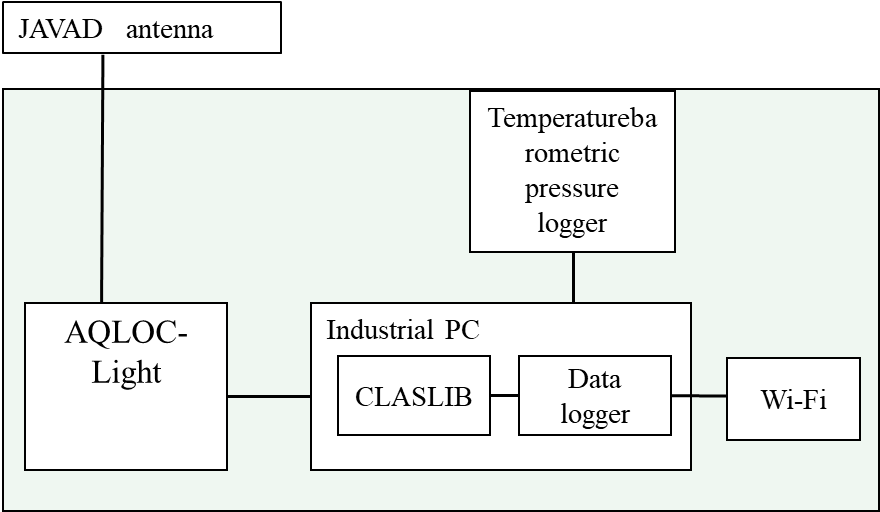 JAVAD antenna
Temperatureba
rometric
pressure
logger
AQLOC-
Light
Industrial PC
CLASLIB
Data
logger
Wi-Fi